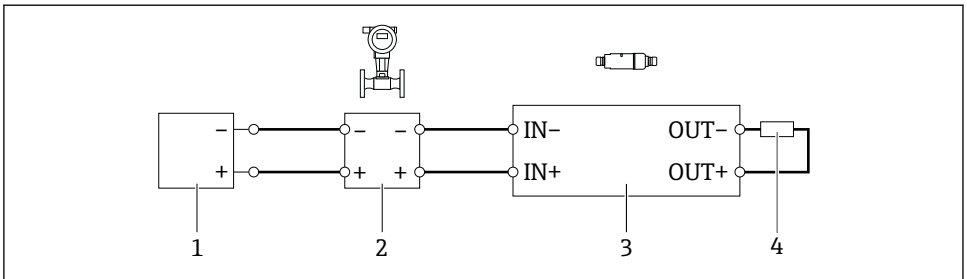 − − − IN− OUT−
+ + + IN+ OUT+
1 2 3 4